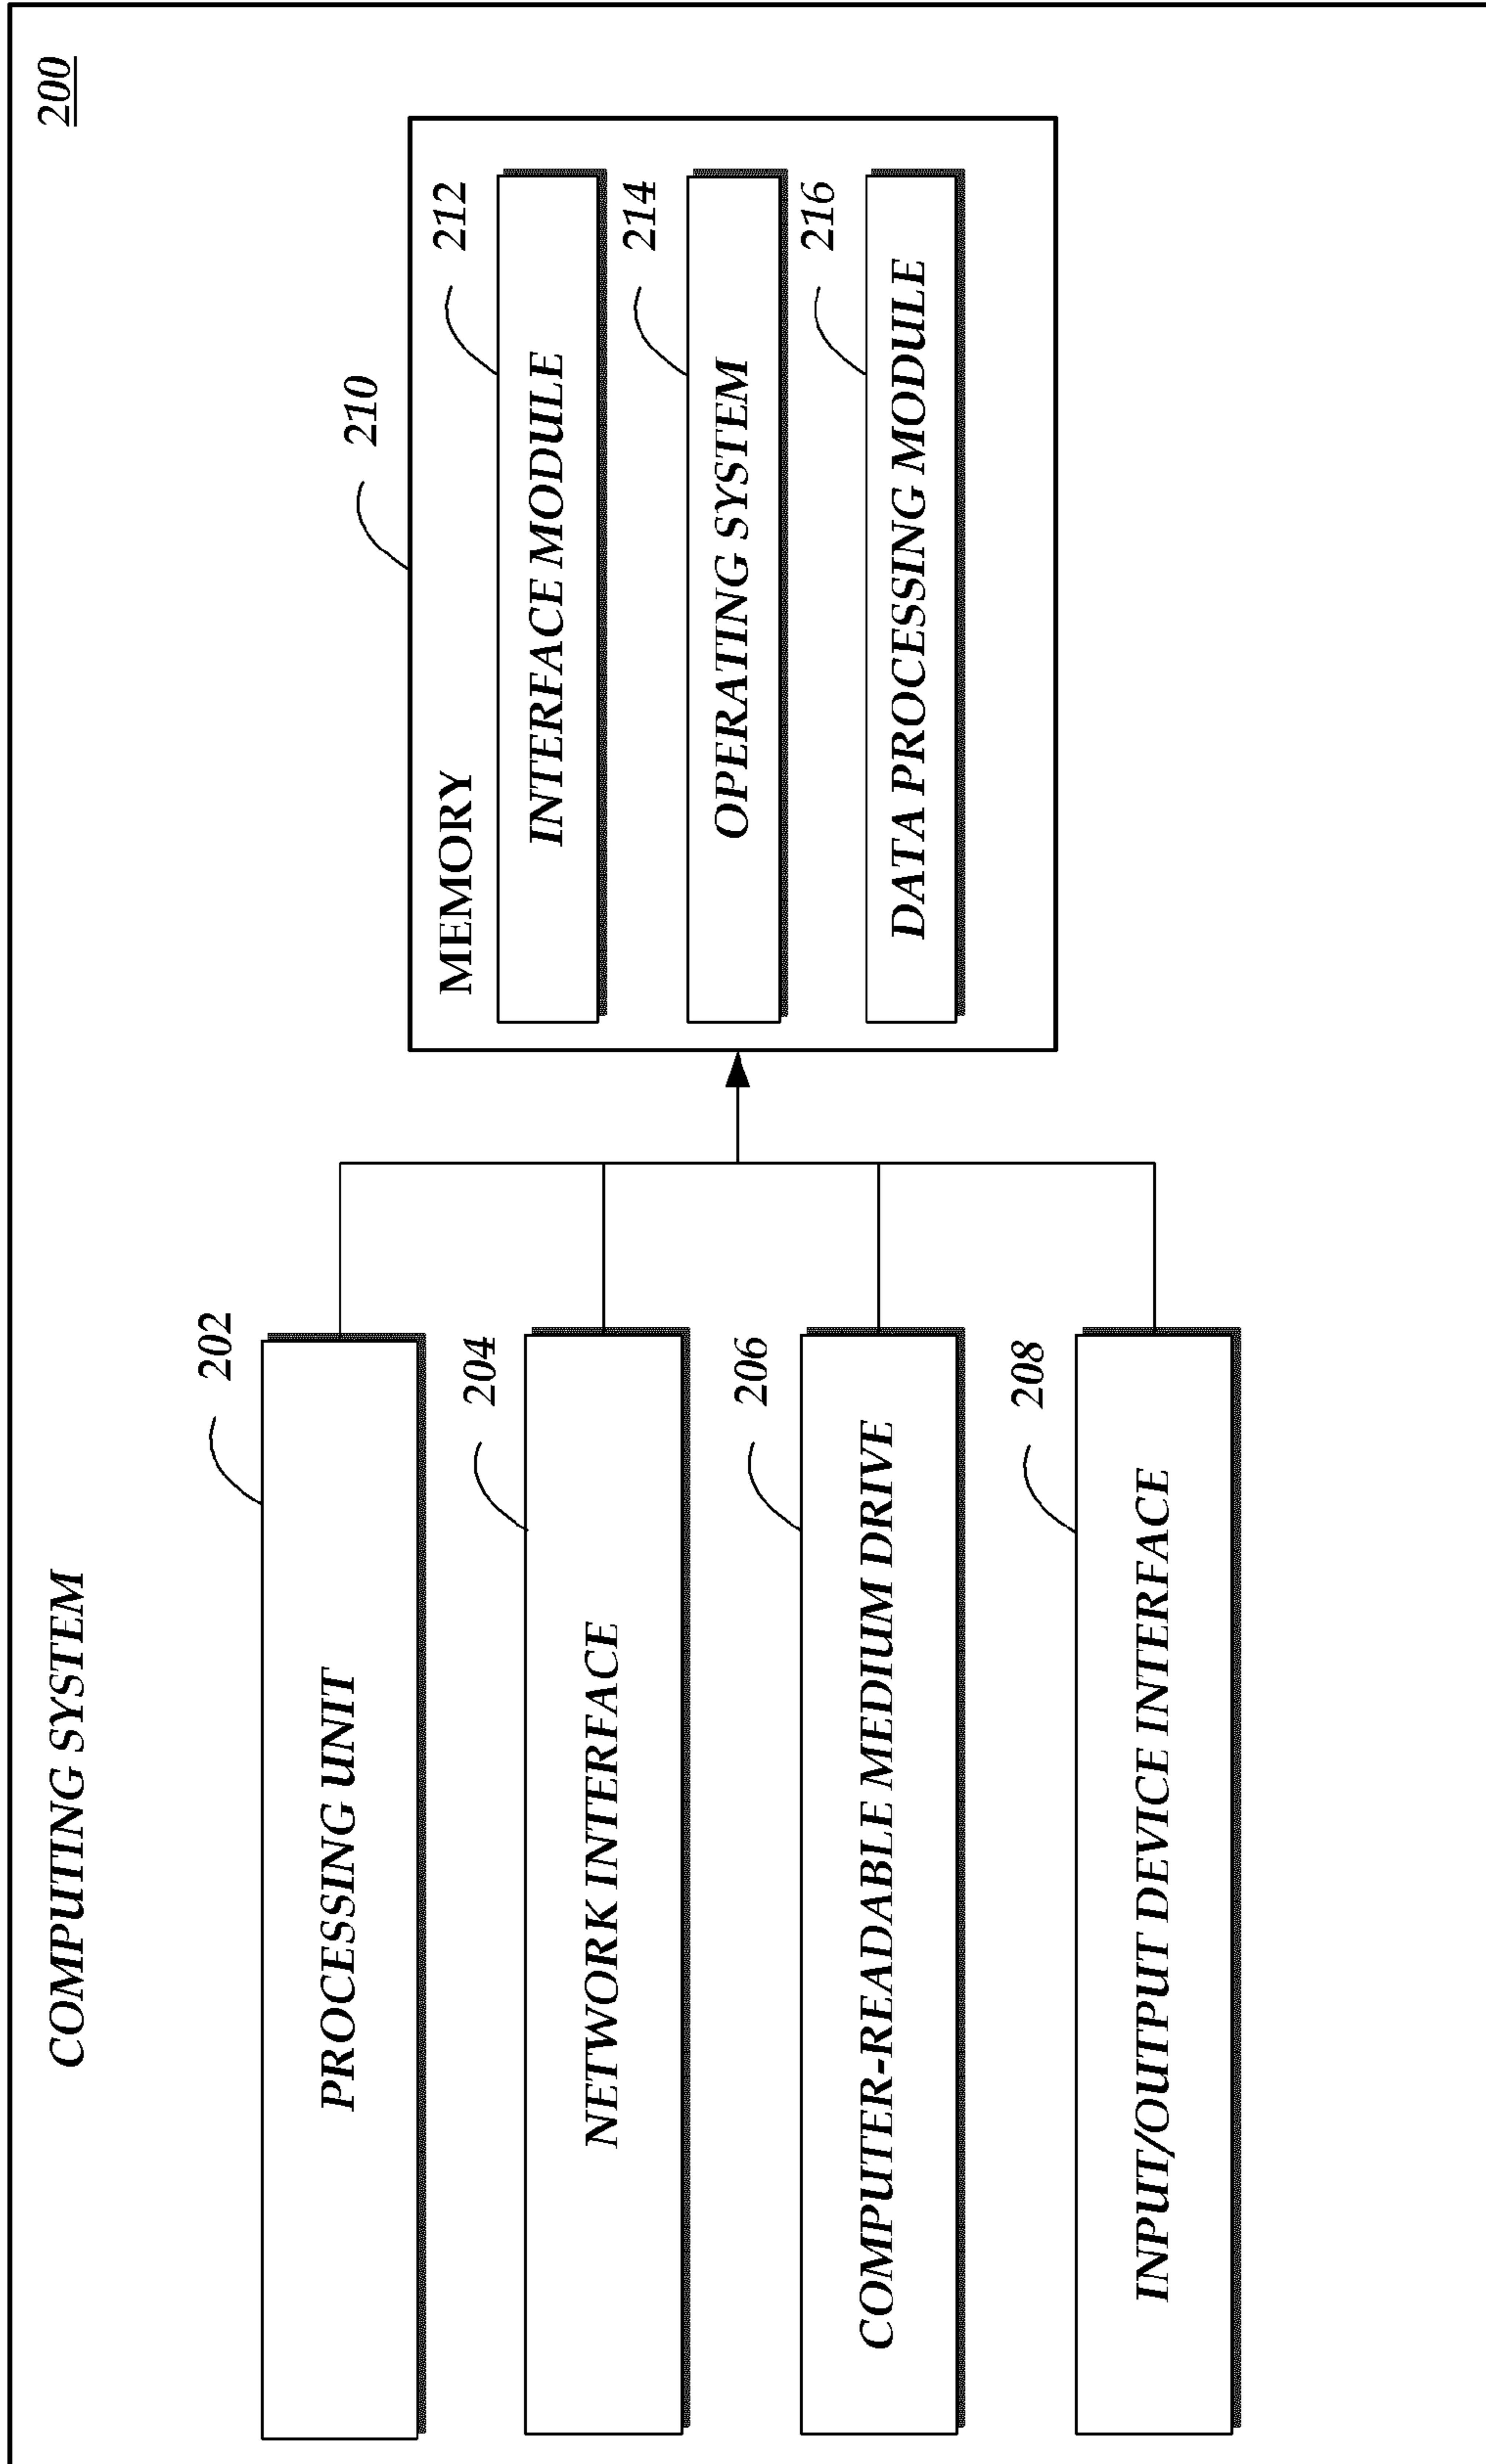 COMPUTING SYSTEM
200
202
PROCESSING UNIT
204
NETWORK INTERFACE
206
COMPUTER-READABLE MEDIUM DRIVE
208
INPUT/OUTPUT DEVICE INTERFACE
210
MEMORY
212
INTERFACE MODULE
214
OPERATING SYSTEM
216
DATA PROCESSING MODULE